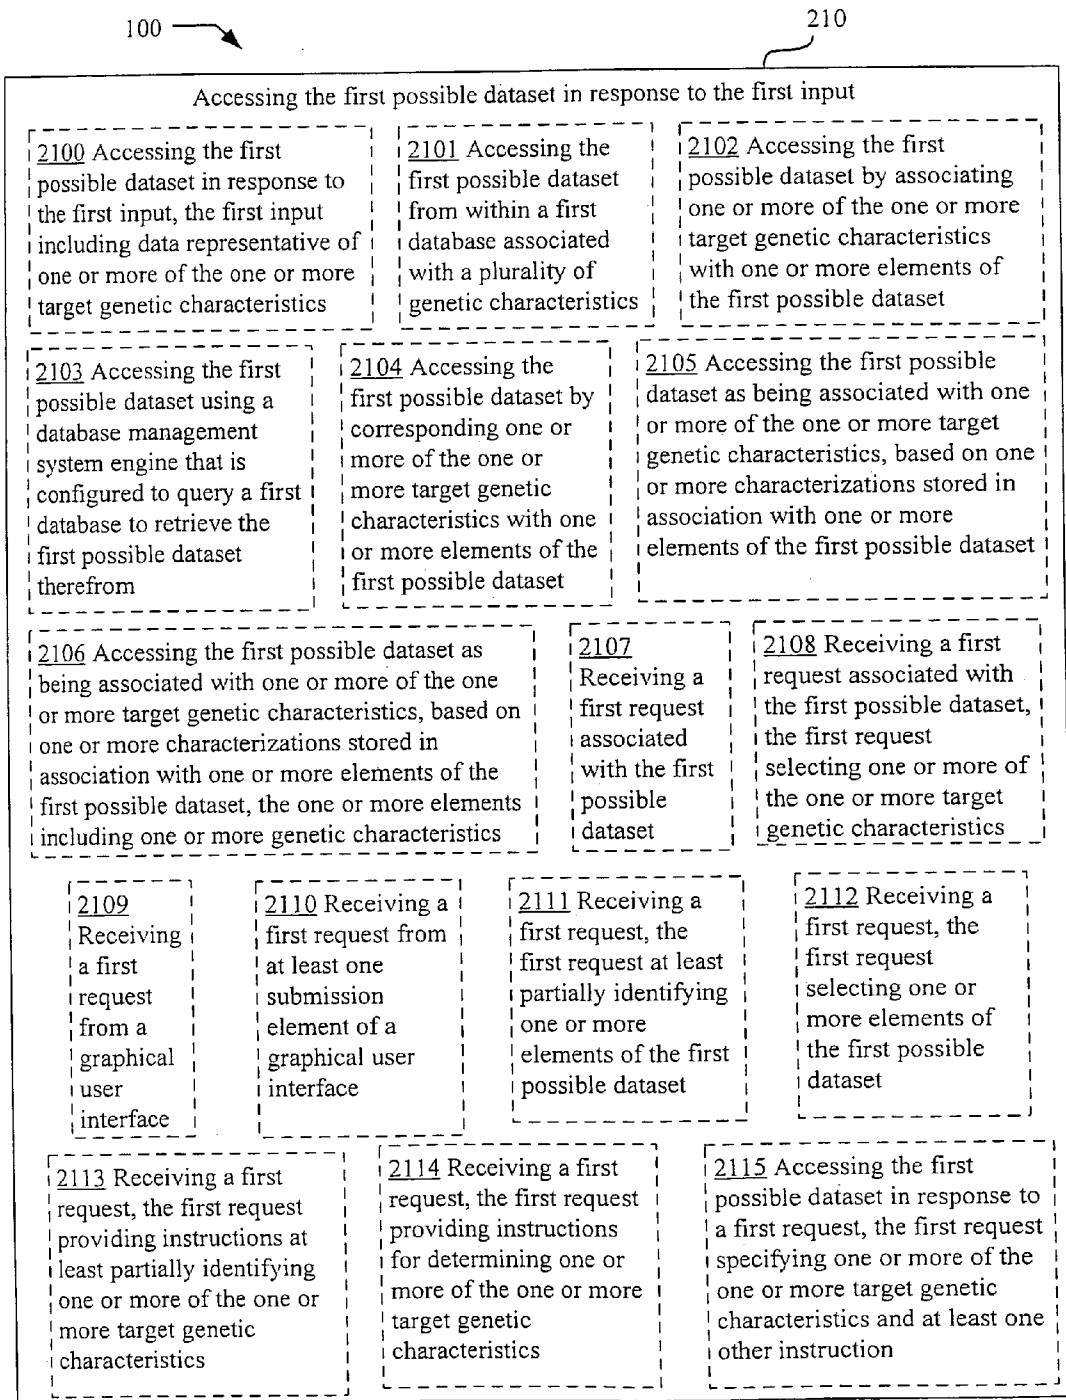 100
210
Accessing the first possible dataset in response to the first input
2100 Accessing the first
possible dataset in response to
the first input, the first input
including data representative of
one or more of the one or more
target genetic characteristics
2101 Accessing the
first possible dataset
from within a first
database associated
with a plurality of
genetic characteristics
2102 Accessing the first
possible dataset by associating
one or more of the one or more
target genetic characteristics
with one or more elements of
the first possible dataset
2103 Accessing the first
possible dataset using a
database management
system engine that is
configured to query a first
database to retrieve the
first possible dataset
therefrom
2104 Accessing the
first possible dataset by
corresponding one or
more of the one or
more target genetic
characteristics with one
or more elements of the
first possible dataset
2105 Accessing the first possible
dataset as being associated with one
or more of the one or more target
genetic characteristics, based on one
or more characterizations stored in
association with one or more
elements of the first possible dataset
2106 Accessing the first possible dataset as
being associated with one or more of the one
or more target genetic characteristics, based on
one or more characterizations stored in
association with one or more elements of the
first possible dataset, the one or more elements
including one or more genetic characteristics
2107
Receiving a
first request
associated
with the first
possible
dataset
2108 Receiving a first
request associated with
the first possible dataset,
the first request
selecting one or more of
the one or more target
genetic characteristics
2109
Receiving
a first
request
from a
graphical
user
interface
2110 Receiving a
first request from
at least one
submission
element of a
graphical user
interface
2111 Receiving a
first request, the
first request at least
partially identifying
one or more
elements of the first
possible dataset
2112 Receiving a
first request, the
first request
selecting one or
more elements of
the first possible
dataset
2113 Receiving a first
request, the first request
providing instructions at
least partially identifying
one or more of the one or
more target genetic
characteristics
2114 Receiving a first
request, the first request
providing instructions
for determining one or
more of the one or more
target genetic
characteristics
2115 Accessing the first
possible dataset in response to
a first request, the first request
specifying one or more of the
one or more target genetic
characteristics and at least one
other instruction